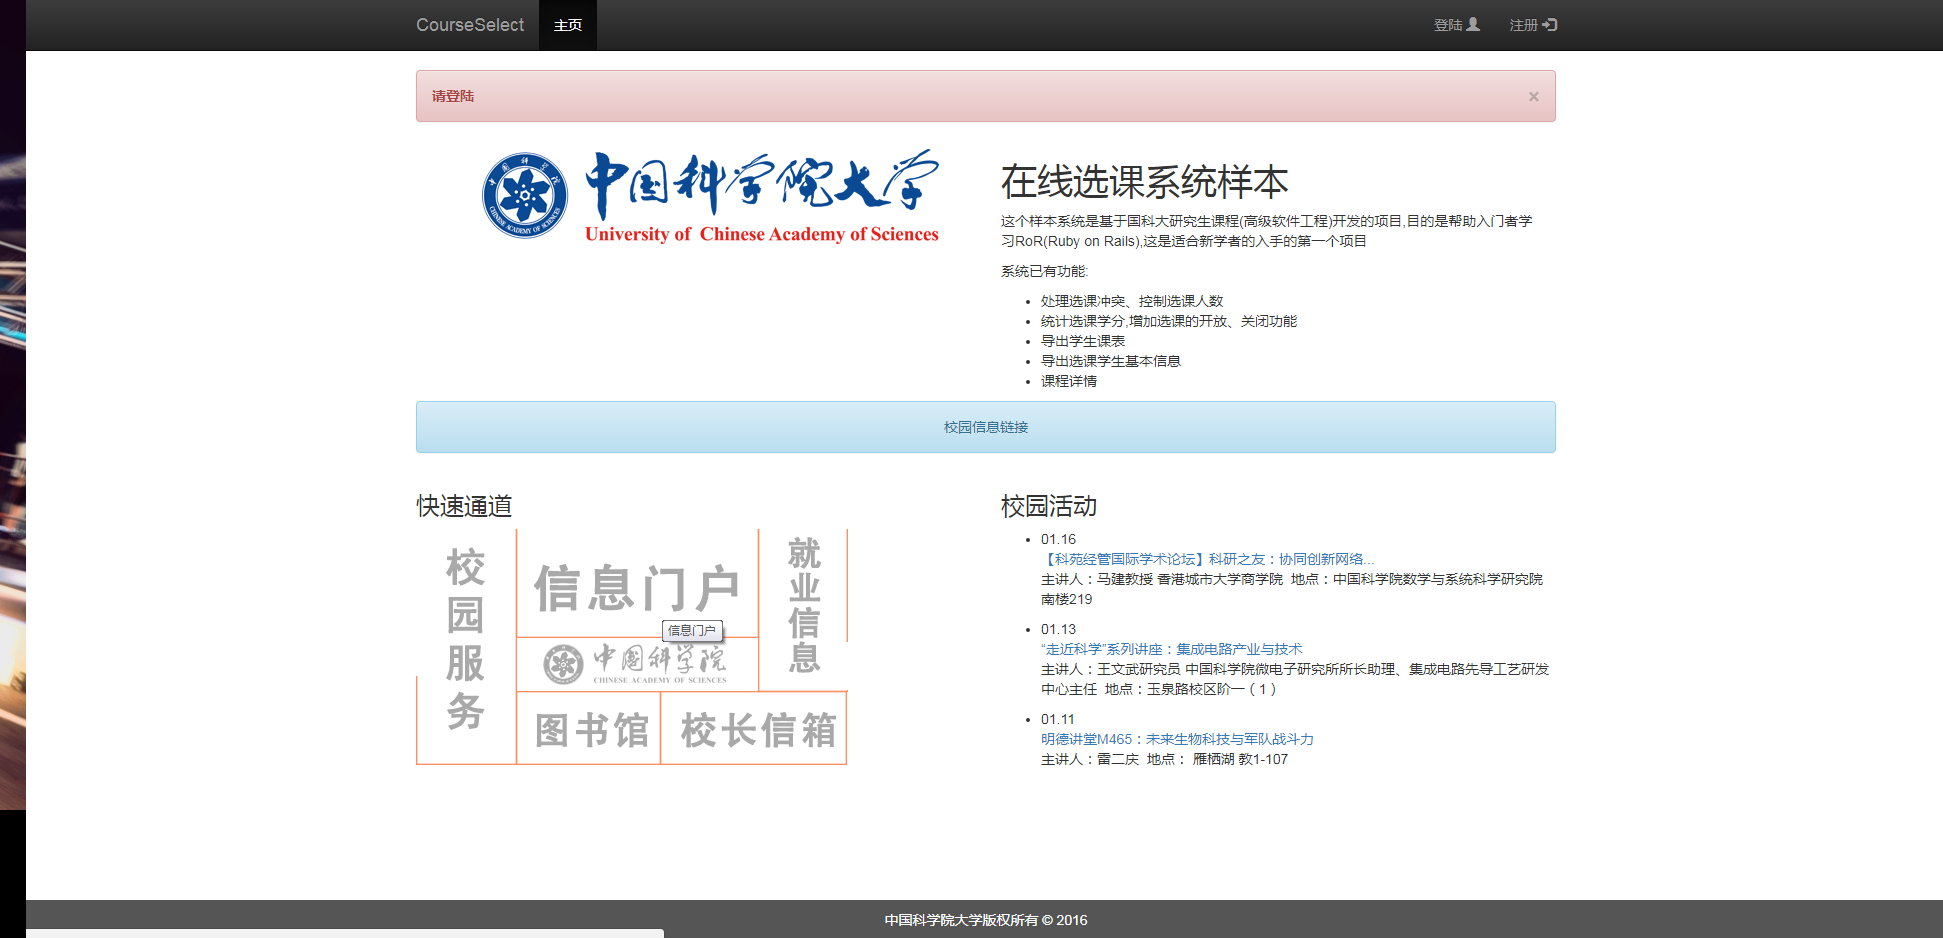 CourseSelect 主页 登陆 注册
请登陆 ×
中国科学院大学
University of Chinese Academy of Sciences
在线选课系统样本
这个样本系统是基于国科大研究生课程(高级软件工程)开发的项目,目的是帮助入门者学
习RoR(Ruby on Rails),这是适合新学者的入手的第一个项目
系统已有功能:
处理选课冲突、控制选课人数
统计选课学分,增加选课的开放、关闭功能
导出学生课表
导出选课学生基本信息
课程详情
校园信息链接
快速通道
校园服务
信息门户
信息门户
就业信息
中国科学院
CHINESE ACADEMY OF SCIENCES
图书馆
校长信箱
校园活动
01.16
【科苑经管国际学术论坛】科研之友：协同创新网络...
主讲人：马建教授 香港城市大学商学院 地点：中国科学院数学与系统科学研究院
南楼219
01.13
“走近科学”系列讲座：集成电路产业与技术
主讲人：王文武研究员 中国科学院微电子研究所所长助理、集成电路先导工艺研发
中心主任 地点：玉泉路校区阶一（1）
01.11
明德讲堂M465：未来生物科技与军队战斗力
主讲人：雷二庆 地点： 雁栖湖 教1-107
中国科学院大学版权所有 © 2016